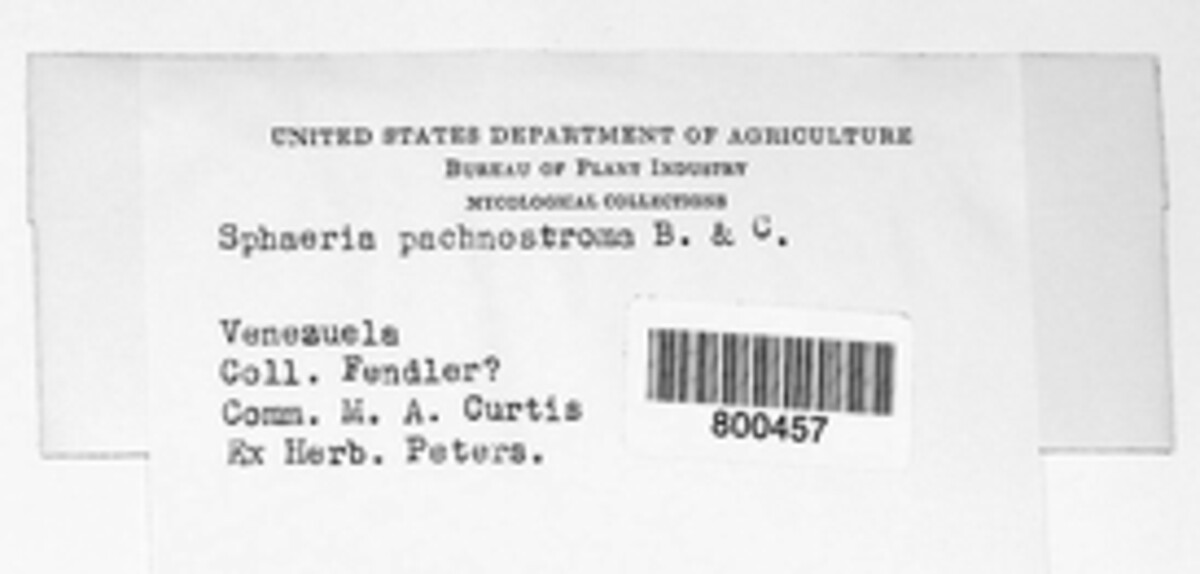 UNITED STATES DEPARTMENT OF AGRICULTURE
BUREAU OF PLANT INDUSTRY
MYCOLOGICAL COLLECTIONS
Sphaeria pachnostroma B. & C.
Venezuela
Coll. Fendler?
Comm. M. A. Curtis
Ex Herb. Peters.
800457